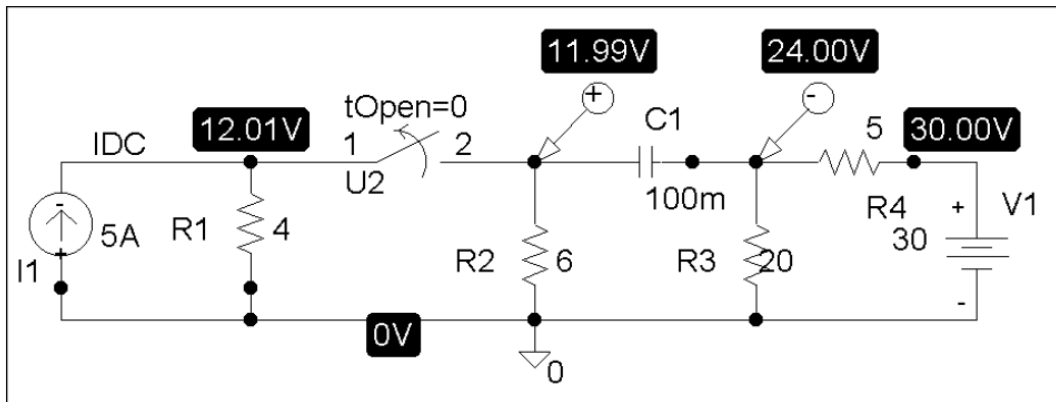 11.99V
24.00V
tOpen=0
12.01V
IDC
1
2
U2
C1
100m
5
30.00V
R4
30
V1
+
-
+
-
I1
5A
-
+
R1
4
R2
6
R3
20
0V
0